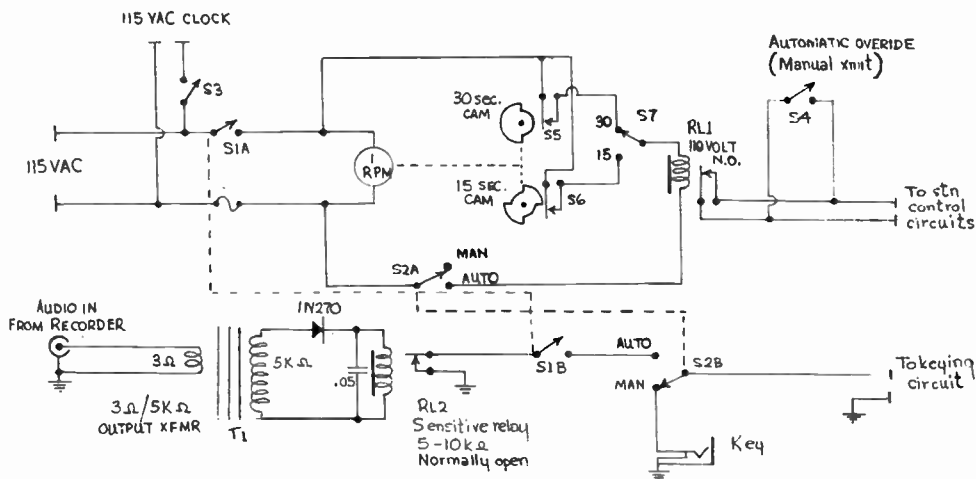 115 VAC CLOCK
S3
S1A
115 VAC
1
RPM
30 SEC.
CAM
S5
15 SEC.
CAM
S6
30
S7
15
RL1
110 VOLT
N.O.
AUTOMATIC OVERIDE
(Manual xmit)
S4
To stn
control
circuits
S2A
MAN
AUTO
AUDIO IN
FROM RECORDER
3Ω
3Ω/5KΩ
OUTPUT XFMR
T1
5KΩ
1N270
.05
RL2
Sensitive relay
5-10kΩ
Normally open
S1B
AUTO
MAN
S2B
To keying
circuit
Key